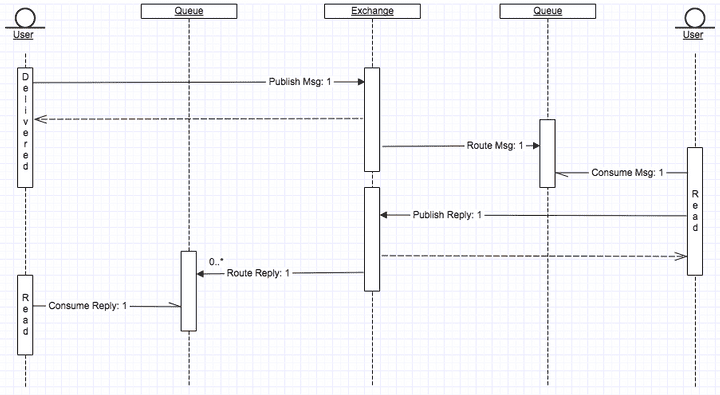 Queue
Exchange
Queue
User
User
Delivered
Publish Msg: 1
Route Msg: 1
Consume Msg: 1
Read
Publish Reply: 1
0..*
Route Reply: 1
Read
Consume Reply: 1